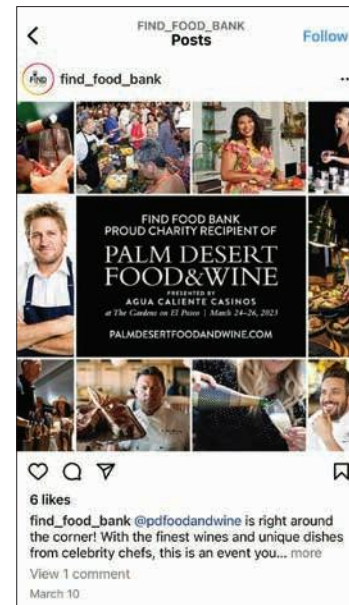 FIND_FOOD_BANK
Posts
Follow
FIND
find_food_bank
FIND FOOD BANK
PROUD CHARITY RECIPIENT OF
PALM DESERT
FOOD&WINE
PRESENTED BY
AGUA CALIENTE CASINOS
at The Gardens on El Paseo | March 24-26, 2023
PALMDESERTFOODANDWINE.COM
6 likes
find_food_bank @pdfoodandwine is right around
the corner! With the finest wines and unique dishes
from celebrity chefs, this is an event you... more
View 1 comment
March 10